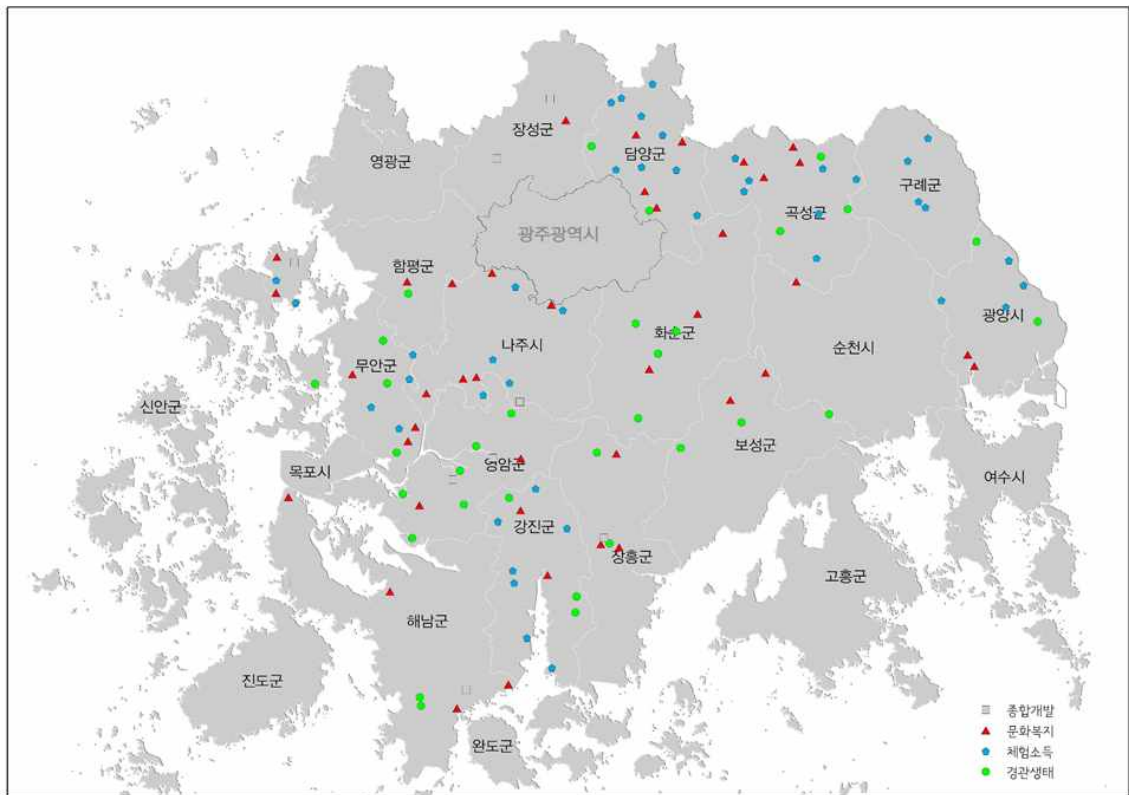 장성군
담양군
영광군
구례군
곡성군
광주광역시
함평군
광양시
화순군
나주시
순천시
무안군
신안군
보성군
영암군
목포시
여수시
강진군
장흥군
고흥군
해남군
진도군
완도군
종합개발
문화복지
체험소득
경관생태